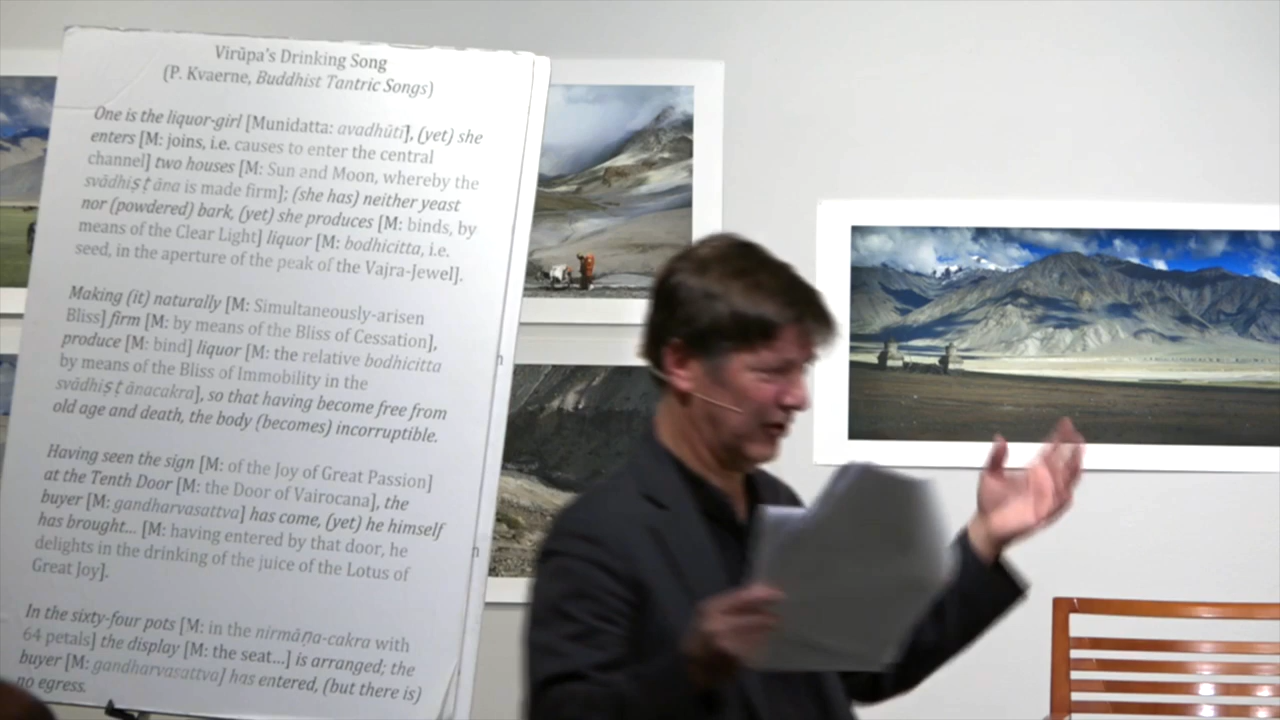 Virūpa's Drinking Song
(P. Kvaerne, Buddhist Tantric Songs)
One is the liquor-girl [Munidatta: avadhūti], (yet) she
enters [M: joins, i.e. causes to enter the central
channel] two houses [M: Sun and Moon, whereby the
svādhiṣṭāna is made firm]; (she has) neither yeast
nor (powdered) bark, (yet) she produces [M: binds, by
means of the Clear Light] liquor [M: bodhicitta, i.e.
seed, in the aperture of the peak of the Vajra-Jewel].
Making (it) naturally [M: Simultaneously-arisen
Bliss] firm [M: by means of the Bliss of Cessation],
produce [M: bind] liquor [M: the relative bodhicitta
by means of the Bliss of Immobility in the
svādhiṣṭānacakra], so that having become free from
old age and death, the body (becomes) incorruptible.
Having seen the sign [M: of the Joy of Great Passion]
at the Tenth Door [M: the Door of Vairocana], the
buyer [M: gandharvasattva] has come, (yet) he himself
has brought... [M: having entered by that door, he
delights in the drinking of the juice of the Lotus of
Great Joy].
In the sixty-four pots [M: in the nirmāṇa-cakra with
64 petals] the display [M: the seat...] is arranged; the
buyer [M: gandharvasattva] has entered, (but there is)
no egress.